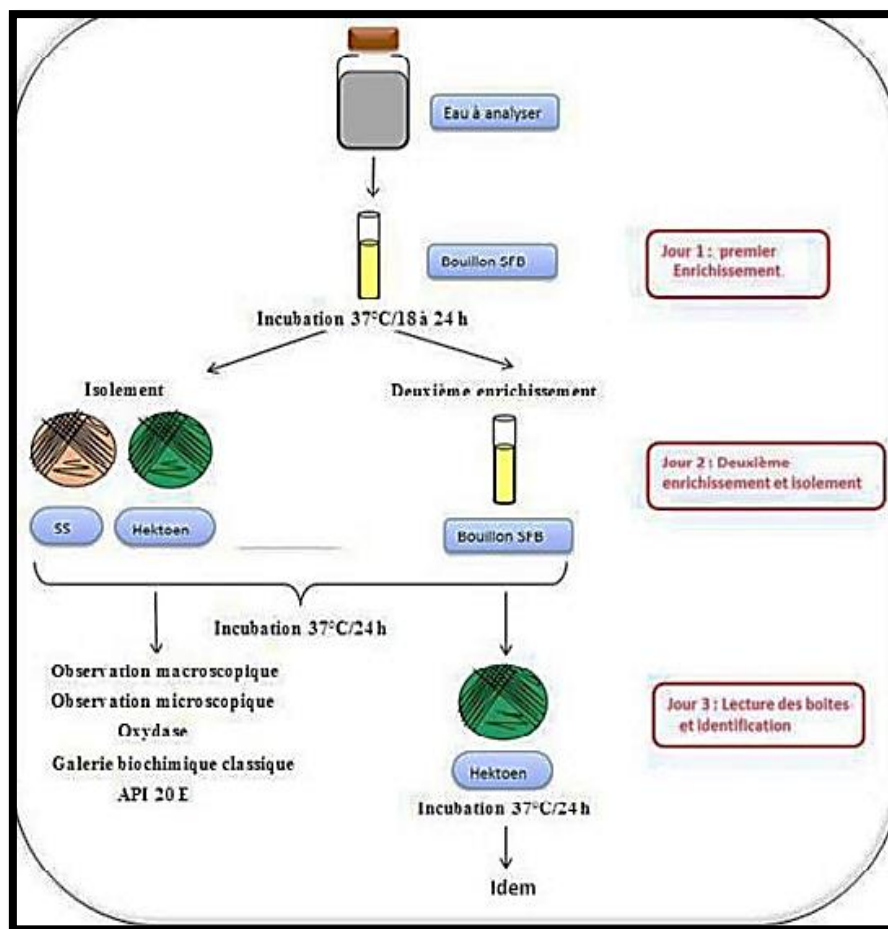 Eau à analyser
Bouillon SFB
Jour 1 : premier
Enrichissement
Incubation 37°C/18 à 24 h
Isolement
Deuxième enrichissement
SS
Hektoen
Bouillon SFB
Jour 2 : Deuxième
enrichissement et isolement
Incubation 37°C/24 h
Observation macroscopique
Observation microscopique
Oxydase
Galerie biochimique classique
API 20 E
Hektoen
Incubation 37°C/24h
Idem
Jour 3 : Lecture des boites
et identification